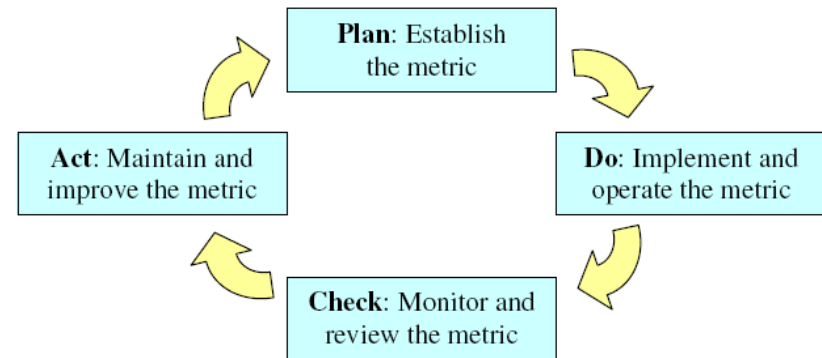 Plan: Establish
the metric
Act: Maintain and
improve the metric
Do: Implement and
operate the metric
Check: Monitor and
review the metric